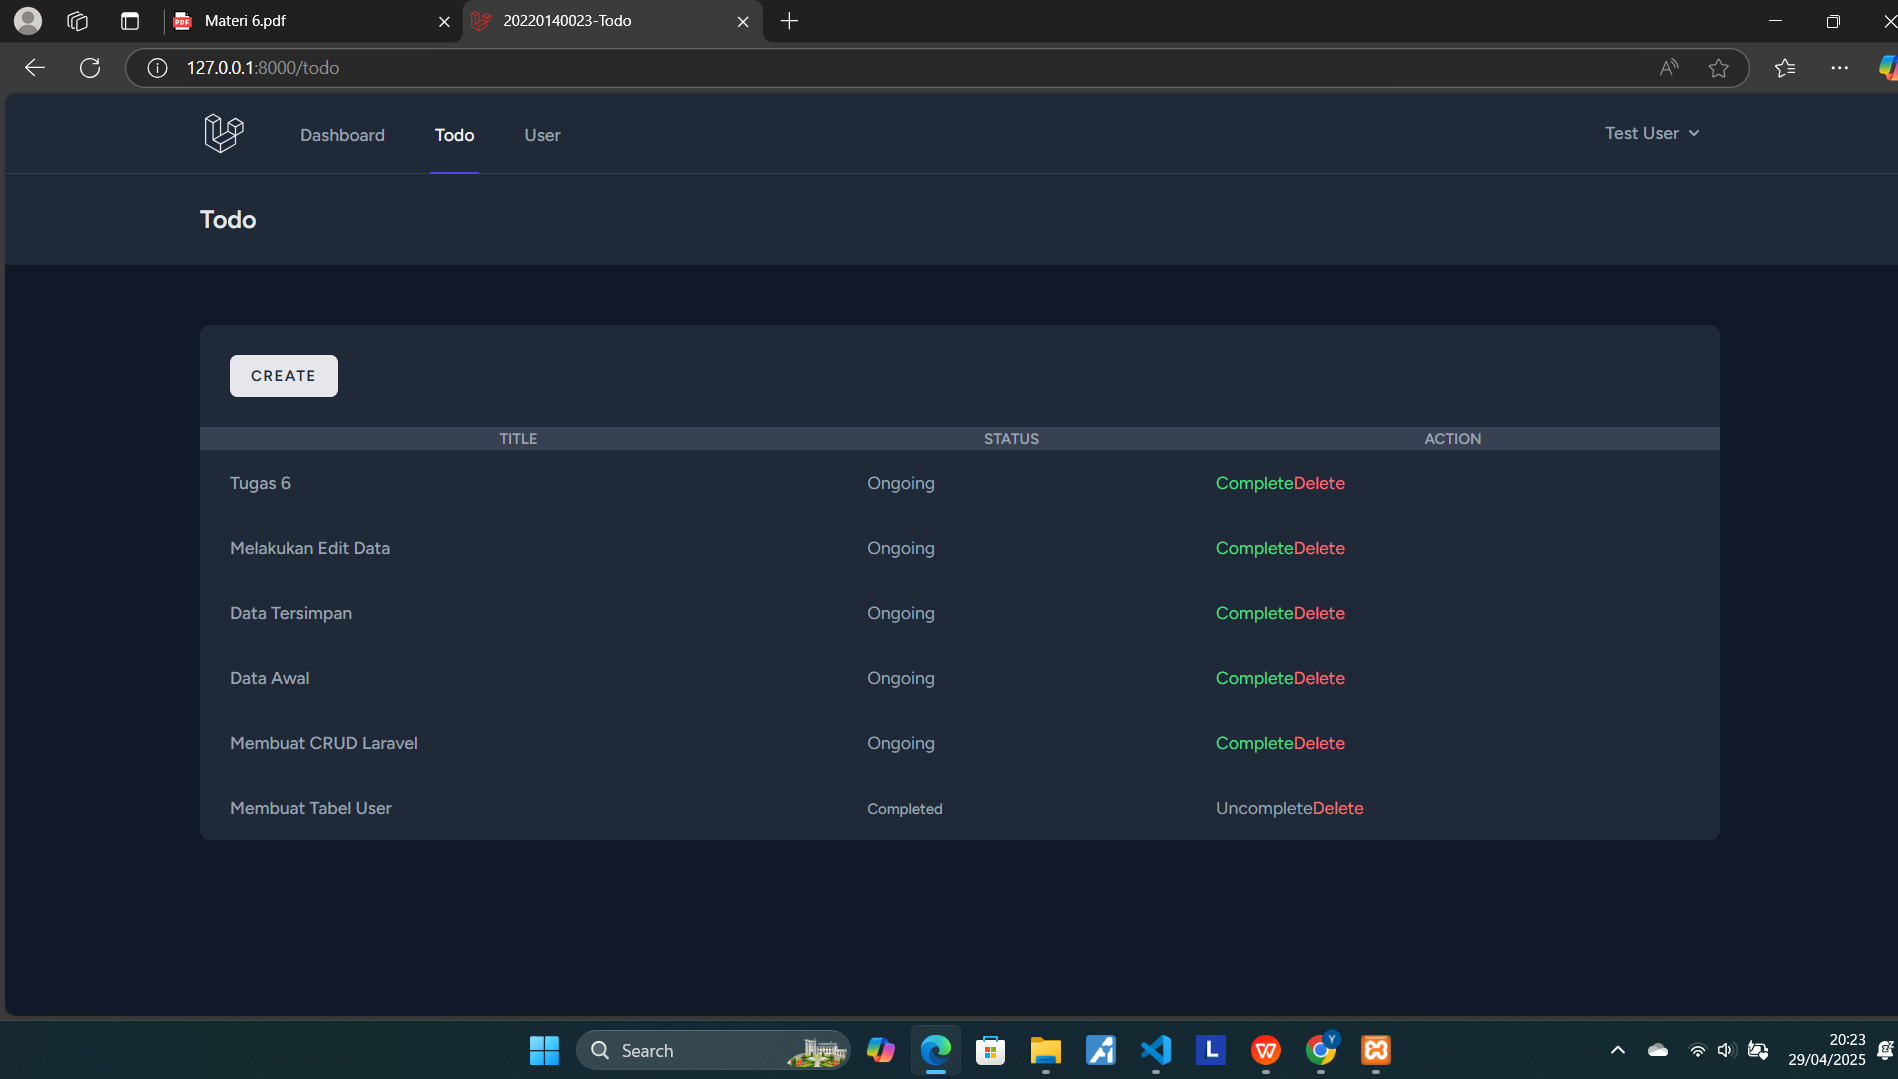 Materi 6.pdf
20220140023-Todo
127.0.0.1:8000/todo
Dashboard Todo User Test User
Todo
CREATE
TITLE STATUS ACTION
Tugas 6 Ongoing CompleteDelete
Melakukan Edit Data Ongoing CompleteDelete
Data Tersimpan Ongoing CompleteDelete
Data Awal Ongoing CompleteDelete
Membuat CRUD Laravel Ongoing CompleteDelete
Membuat Tabel User Completed UncompleteDelete
Search
20:23
29/04/2025